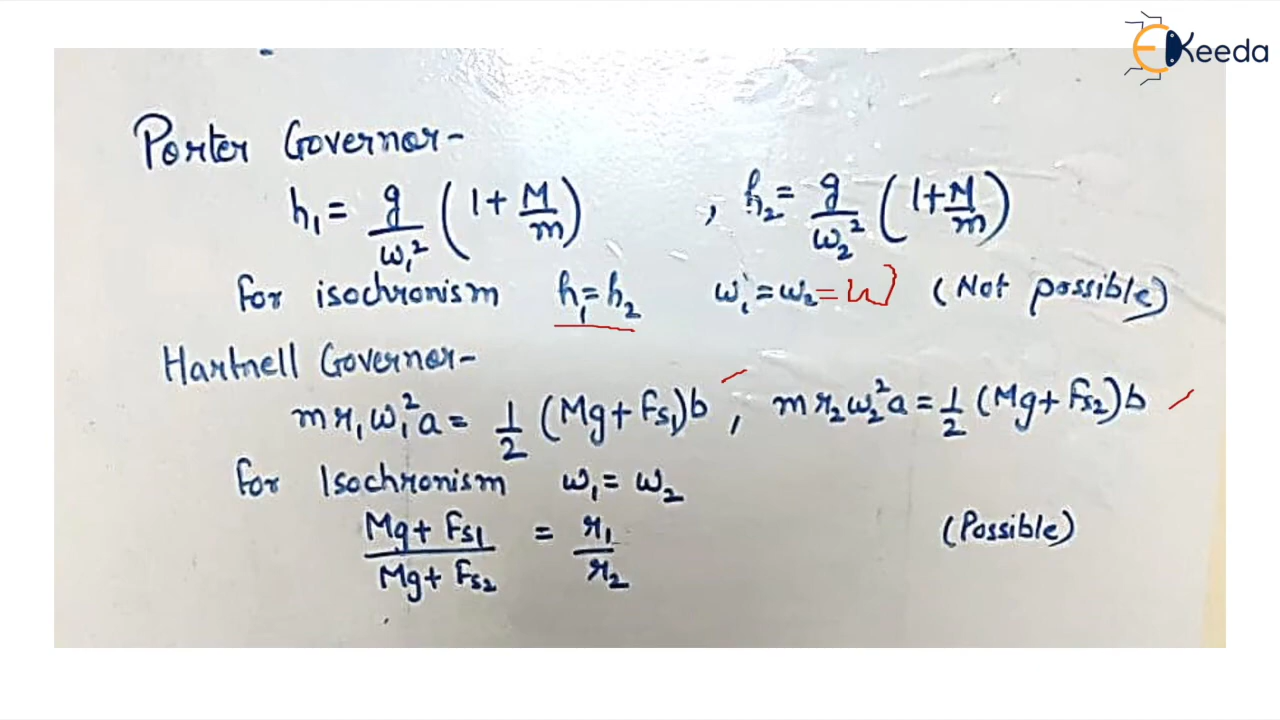 EKeeda
Porter Governor-
h₁ = g/ω₁² (1 + M/m) , h₂ = g/ω₂² (1 + M/m)
for isochronism h₁ = h₂ ω₁ = ω₂ = ω (Not possible)
Hartnell Governor-
m r₁ ω₁² a = 1/2 (Mg + Fs₁) b , m r₂ ω₂² a = 1/2 (Mg + Fs₂) b
for Isochronism ω₁ = ω₂
(Mg + Fs₁)/(Mg + Fs₂) = r₁/r₂ (Possible)